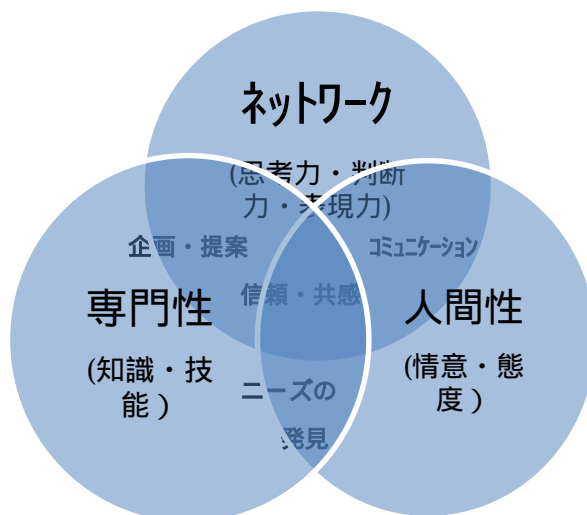 ネットワーク
(思考力・判断
力・表現力)
企画・提案
コミュニケーション
信頼・共感
専門性
(知識・技
能）
人間性
(情意・態
度）
ニーズの
発見